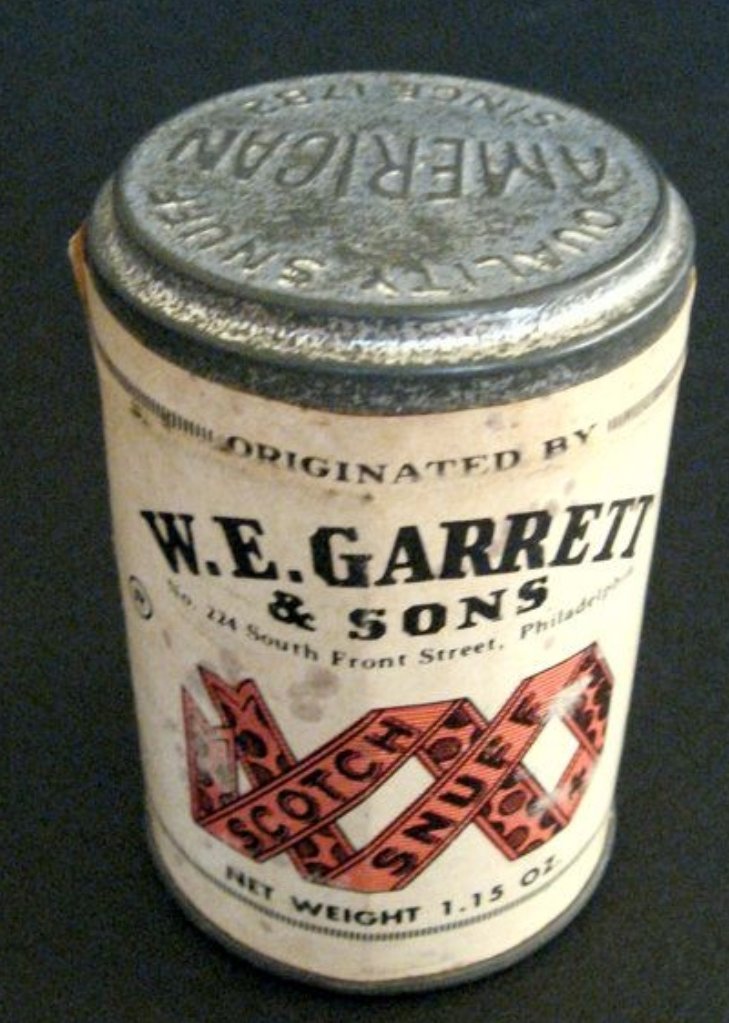 SINCE 1782
AMERICAN
QUALITY SNUFF
ORIGINATED BY
W.E. GARRETT
& SONS
No. 224 South Front Street, Philadelphia
SCOTCH
SNUFF
NET WEIGHT 1.15 OZ.